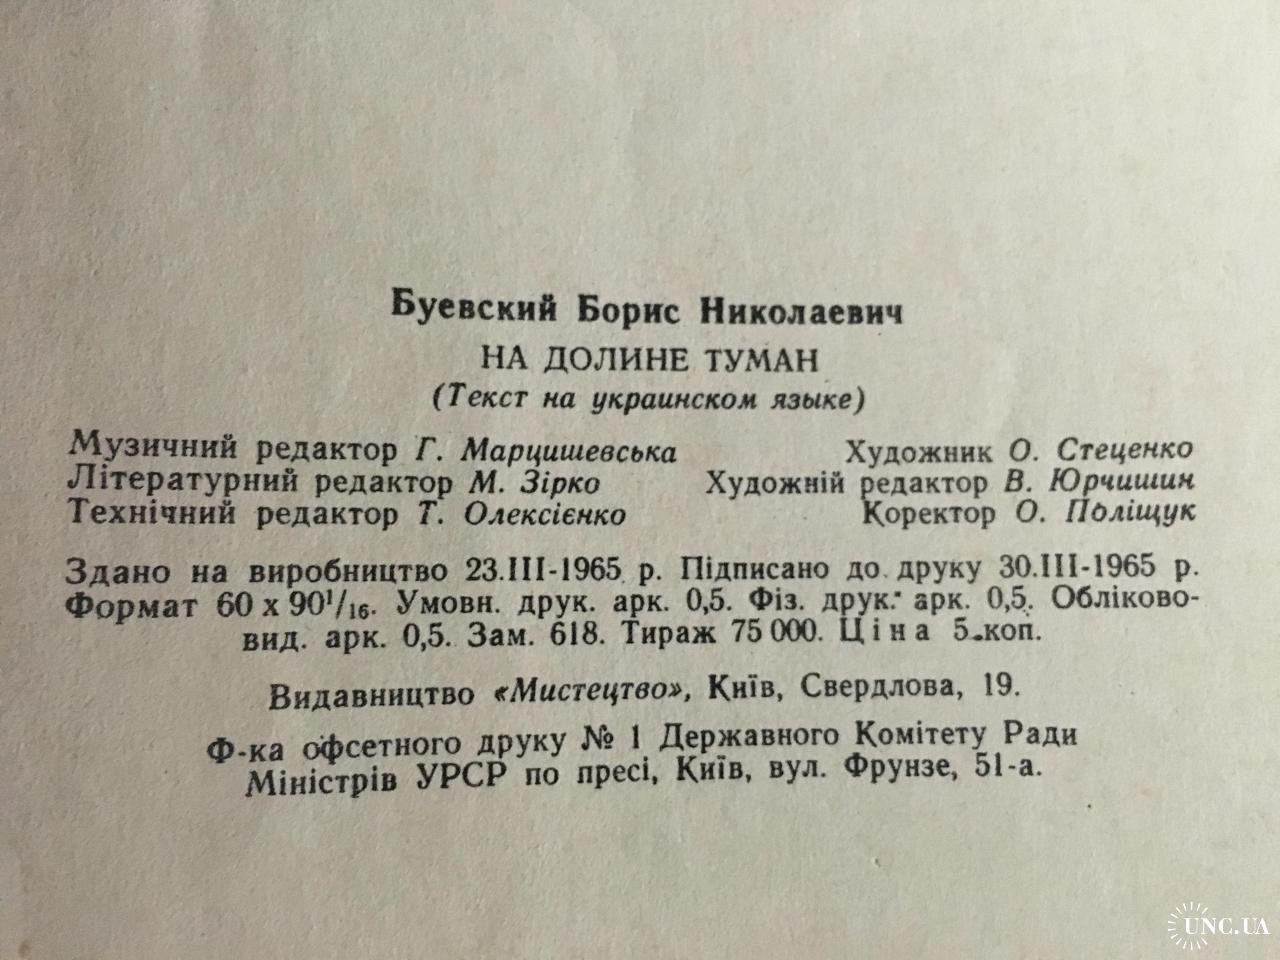 Буевский Борис Николаевич
НА ДОЛИНЕ ТУМАН
(Текст на украинском языке)
Музичний редактор Г. Марцишевська Художник О. Стеценко
Літературний редактор М. Зірко Художній редактор В. Юрчишин
Технічний редактор Т. Олексієнко Коректор О. Поліщук
Здано на виробництво 23.III-1965 р. Підписано до друку 30.III-1965 р.
Формат 60 x 90¹/₁₆. Умовн. друк. арк. 0,5. Фіз. друк. арк. 0,5. Обліково-
вид. арк. 0,5. Зам. 618. Тираж 75 000. Ціна 5 коп.
Видавництво «Мистецтво», Київ, Свердлова, 19.
Ф-ка офсетного друку № 1 Державного Комітету Ради
Міністрів УРСР по пресі, Київ, вул. Фрунзе, 51-а.
UNC.UA